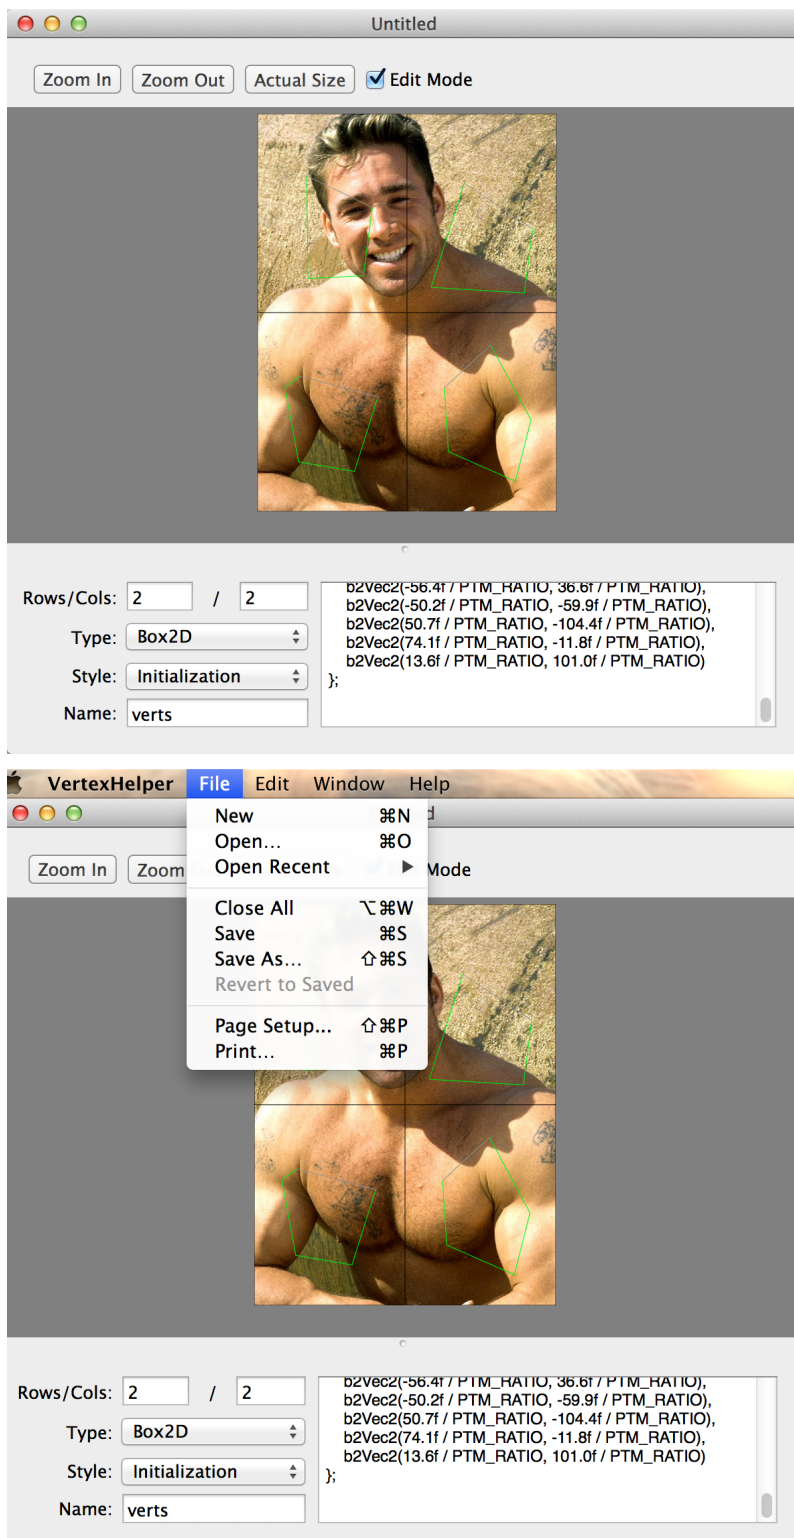 Untitled
Zoom In Zoom Out Actual Size Edit Mode
Rows/Cols: 2 / 2
Type: Box2D
Style: Initialization
Name: verts
b2Vec2(-56.4f / PTM_RATIO, 36.6f / PTM_RATIO),
b2Vec2(-50.2f / PTM_RATIO, -59.9f / PTM_RATIO),
b2Vec2(50.7f / PTM_RATIO, -104.4f / PTM_RATIO),
b2Vec2(74.1f / PTM_RATIO, -11.8f / PTM_RATIO),
b2Vec2(13.6f / PTM_RATIO, 101.0f / PTM_RATIO)
};
VertexHelper File Edit Window Help
d
New ⌘N
Open... ⌘O
Open Recent ▶
Zoom In Zoom Mode
Close All ⌥⌘W
Save ⌘S
Save As... ⇧⌘S
Revert to Saved
Page Setup... ⇧⌘P
Print... ⌘P
Rows/Cols: 2 / 2
Type: Box2D
Style: Initialization
Name: verts
b2Vec2(-56.4f / PTM_RATIO, 36.6f / PTM_RATIO),
b2Vec2(-50.2f / PTM_RATIO, -59.9f / PTM_RATIO),
b2Vec2(50.7f / PTM_RATIO, -104.4f / PTM_RATIO),
b2Vec2(74.1f / PTM_RATIO, -11.8f / PTM_RATIO),
b2Vec2(13.6f / PTM_RATIO, 101.0f / PTM_RATIO)
};